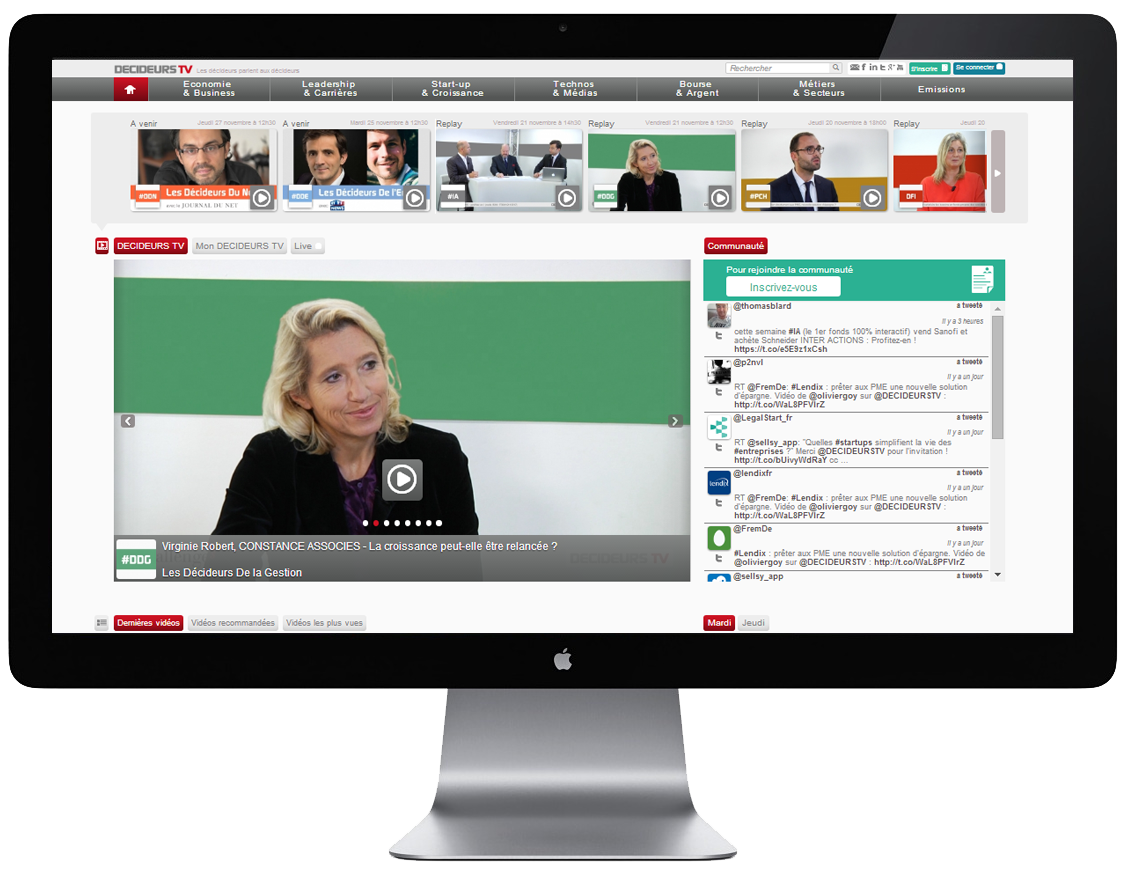 DECIDEURS TV Les décideurs parlent aux décideurs
Rechercher
S'inscrire
Se connecter
Economie
& Business
Leadership
& Carrières
Start-up
& Croissance
Technos
& Médias
Bourse
& Argent
Métiers
& Secteurs
Emissions
A venir Jeudi 27 novembre à 12h30
#DDN
Les Décideurs Du N
avec le JOURNAL DU NET
A venir Mardi 25 novembre à 12h30
#DDE
Les Décideurs De l'E
avec
Replay Vendredi 21 novembre à 14h30
#IA
Replay Vendredi 21 novembre à 12h30
#DDG
Replay Jeudi 20 novembre à 18h00
#PCH
Replay Jeudi 20
DFI
DECIDEURS TV
Mon DECIDEURS TV
Live
Communauté
#DDG
Virginie Robert, CONSTANCE ASSOCIES - La croissance peut-elle être relancée ?
Les Décideurs De la Gestion
Pour rejoindre la communauté
Inscrivez-vous
@thomasblard a tweeté
Il y a 3 heures
cette semaine #IA (le 1er fonds 100% interactif) vend Sanofi et
achète Schneider INTER ACTIONS : Profitez-en !
https://t.co/e5E9z1xCsh
@p2nvl a tweeté
Il y a un jour
RT @FremDe: #Lendix : prêter aux PME une nouvelle solution
d'épargne. Vidéo de @oliviergoy sur @DECIDEURSTV :
http://t.co/WaL8PFVIrZ
@LegalStart_fr a tweeté
Il y a un jour
RT @sellsy_app: "Quelles #startups simplifient la vie des
#entreprises ?" Merci @DECIDEURSTV pour l'invitation !
http://t.co/bUivyWdRaY cc ...
@lendixfr a tweeté
Il y a un jour
lendix
RT @FremDe: #Lendix : prêter aux PME une nouvelle solution
d'épargne. Vidéo de @oliviergoy sur @DECIDEURSTV :
http://t.co/WaL8PFVIrZ
@FremDe a tweeté
Il y a un jour
#Lendix : prêter aux PME une nouvelle solution d'épargne. Vidéo de
@oliviergoy sur @DECIDEURSTV : http://t.co/WaL8PFVIrZ
@sellsy_app a tweeté
Dernières vidéos
Vidéos recommandées
Vidéos les plus vues
Mardi
Jeudi